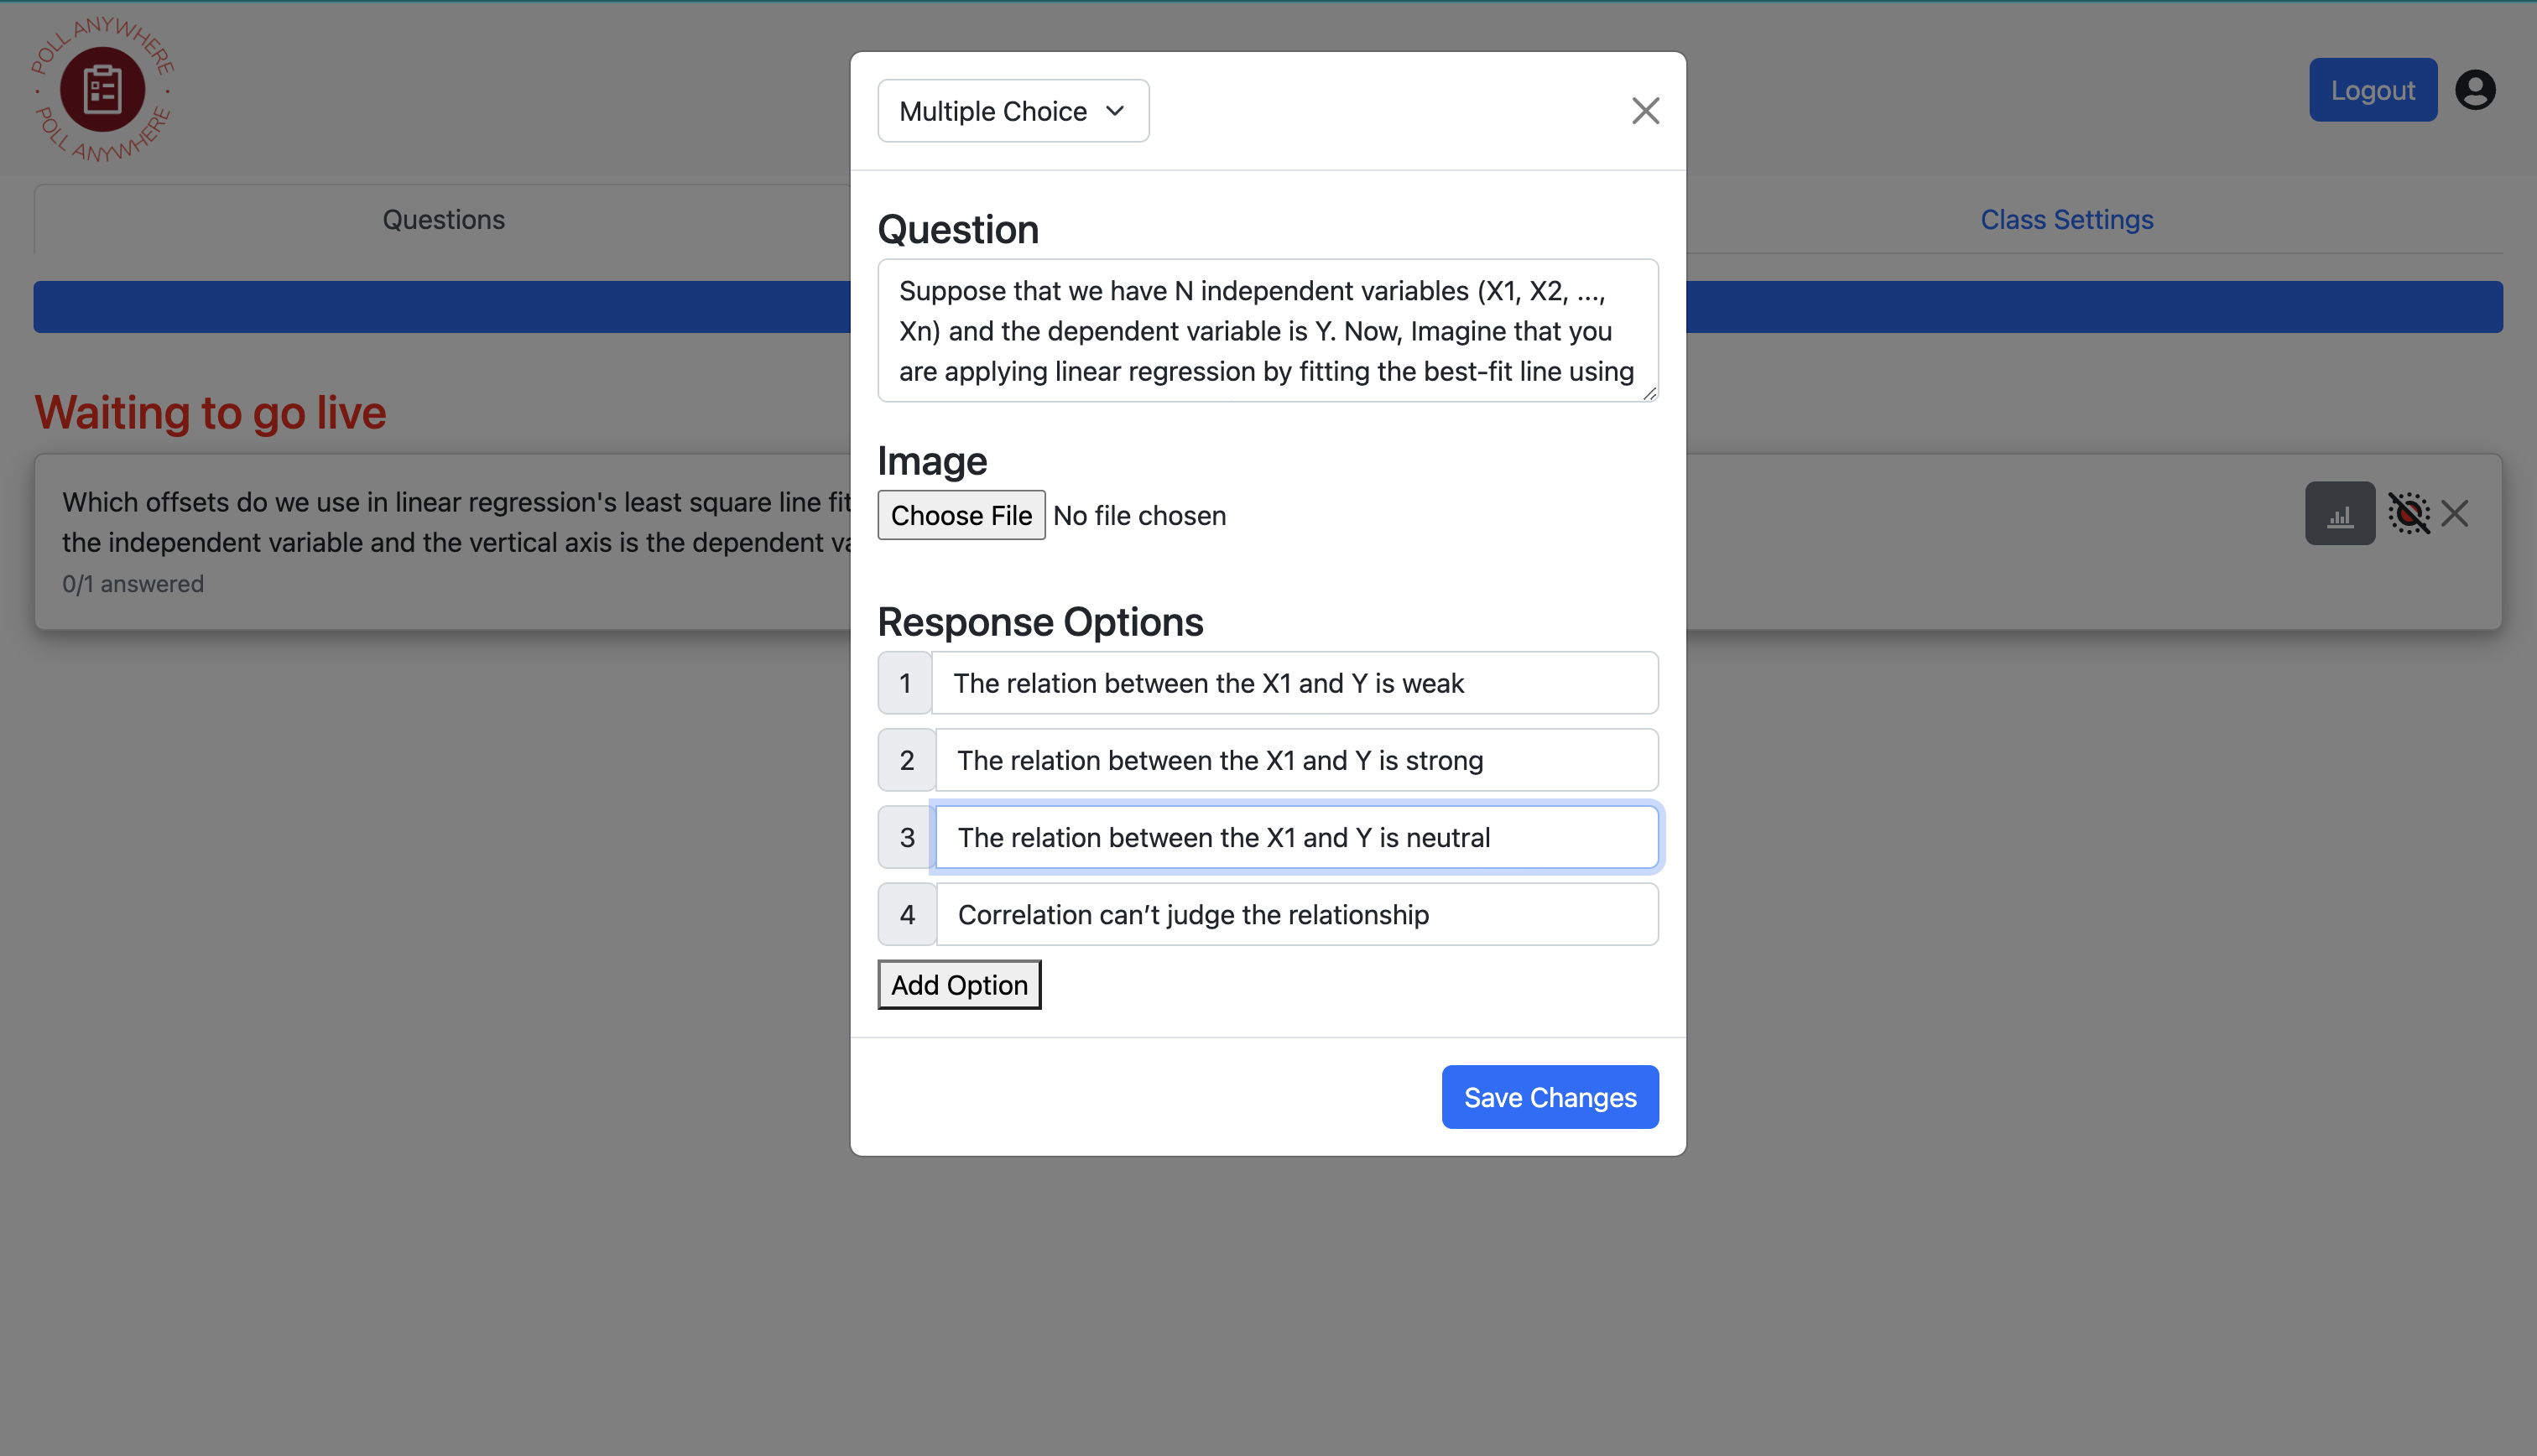 POLL ANYWHERE
POLL ANYWHERE
Logout
Questions
Class Settings
Waiting to go live
Which offsets do we use in linear regression's least square line fit
the independent variable and the vertical axis is the dependent va
0/1 answered
Multiple Choice
Question
Suppose that we have N independent variables (X1, X2, ...,
Xn) and the dependent variable is Y. Now, Imagine that you
are applying linear regression by fitting the best-fit line using
Image
Choose File No file chosen
Response Options
1 The relation between the X1 and Y is weak
2 The relation between the X1 and Y is strong
3 The relation between the X1 and Y is neutral
4 Correlation can’t judge the relationship
Add Option
Save Changes